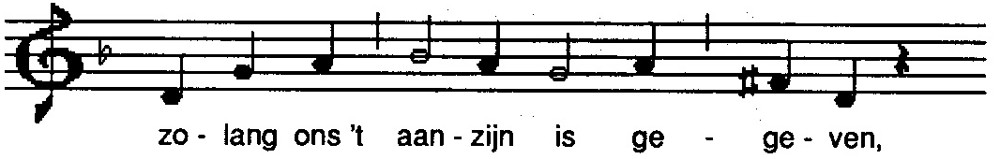 zo - lang ons 't aan - zijn is ge - ge - ven,